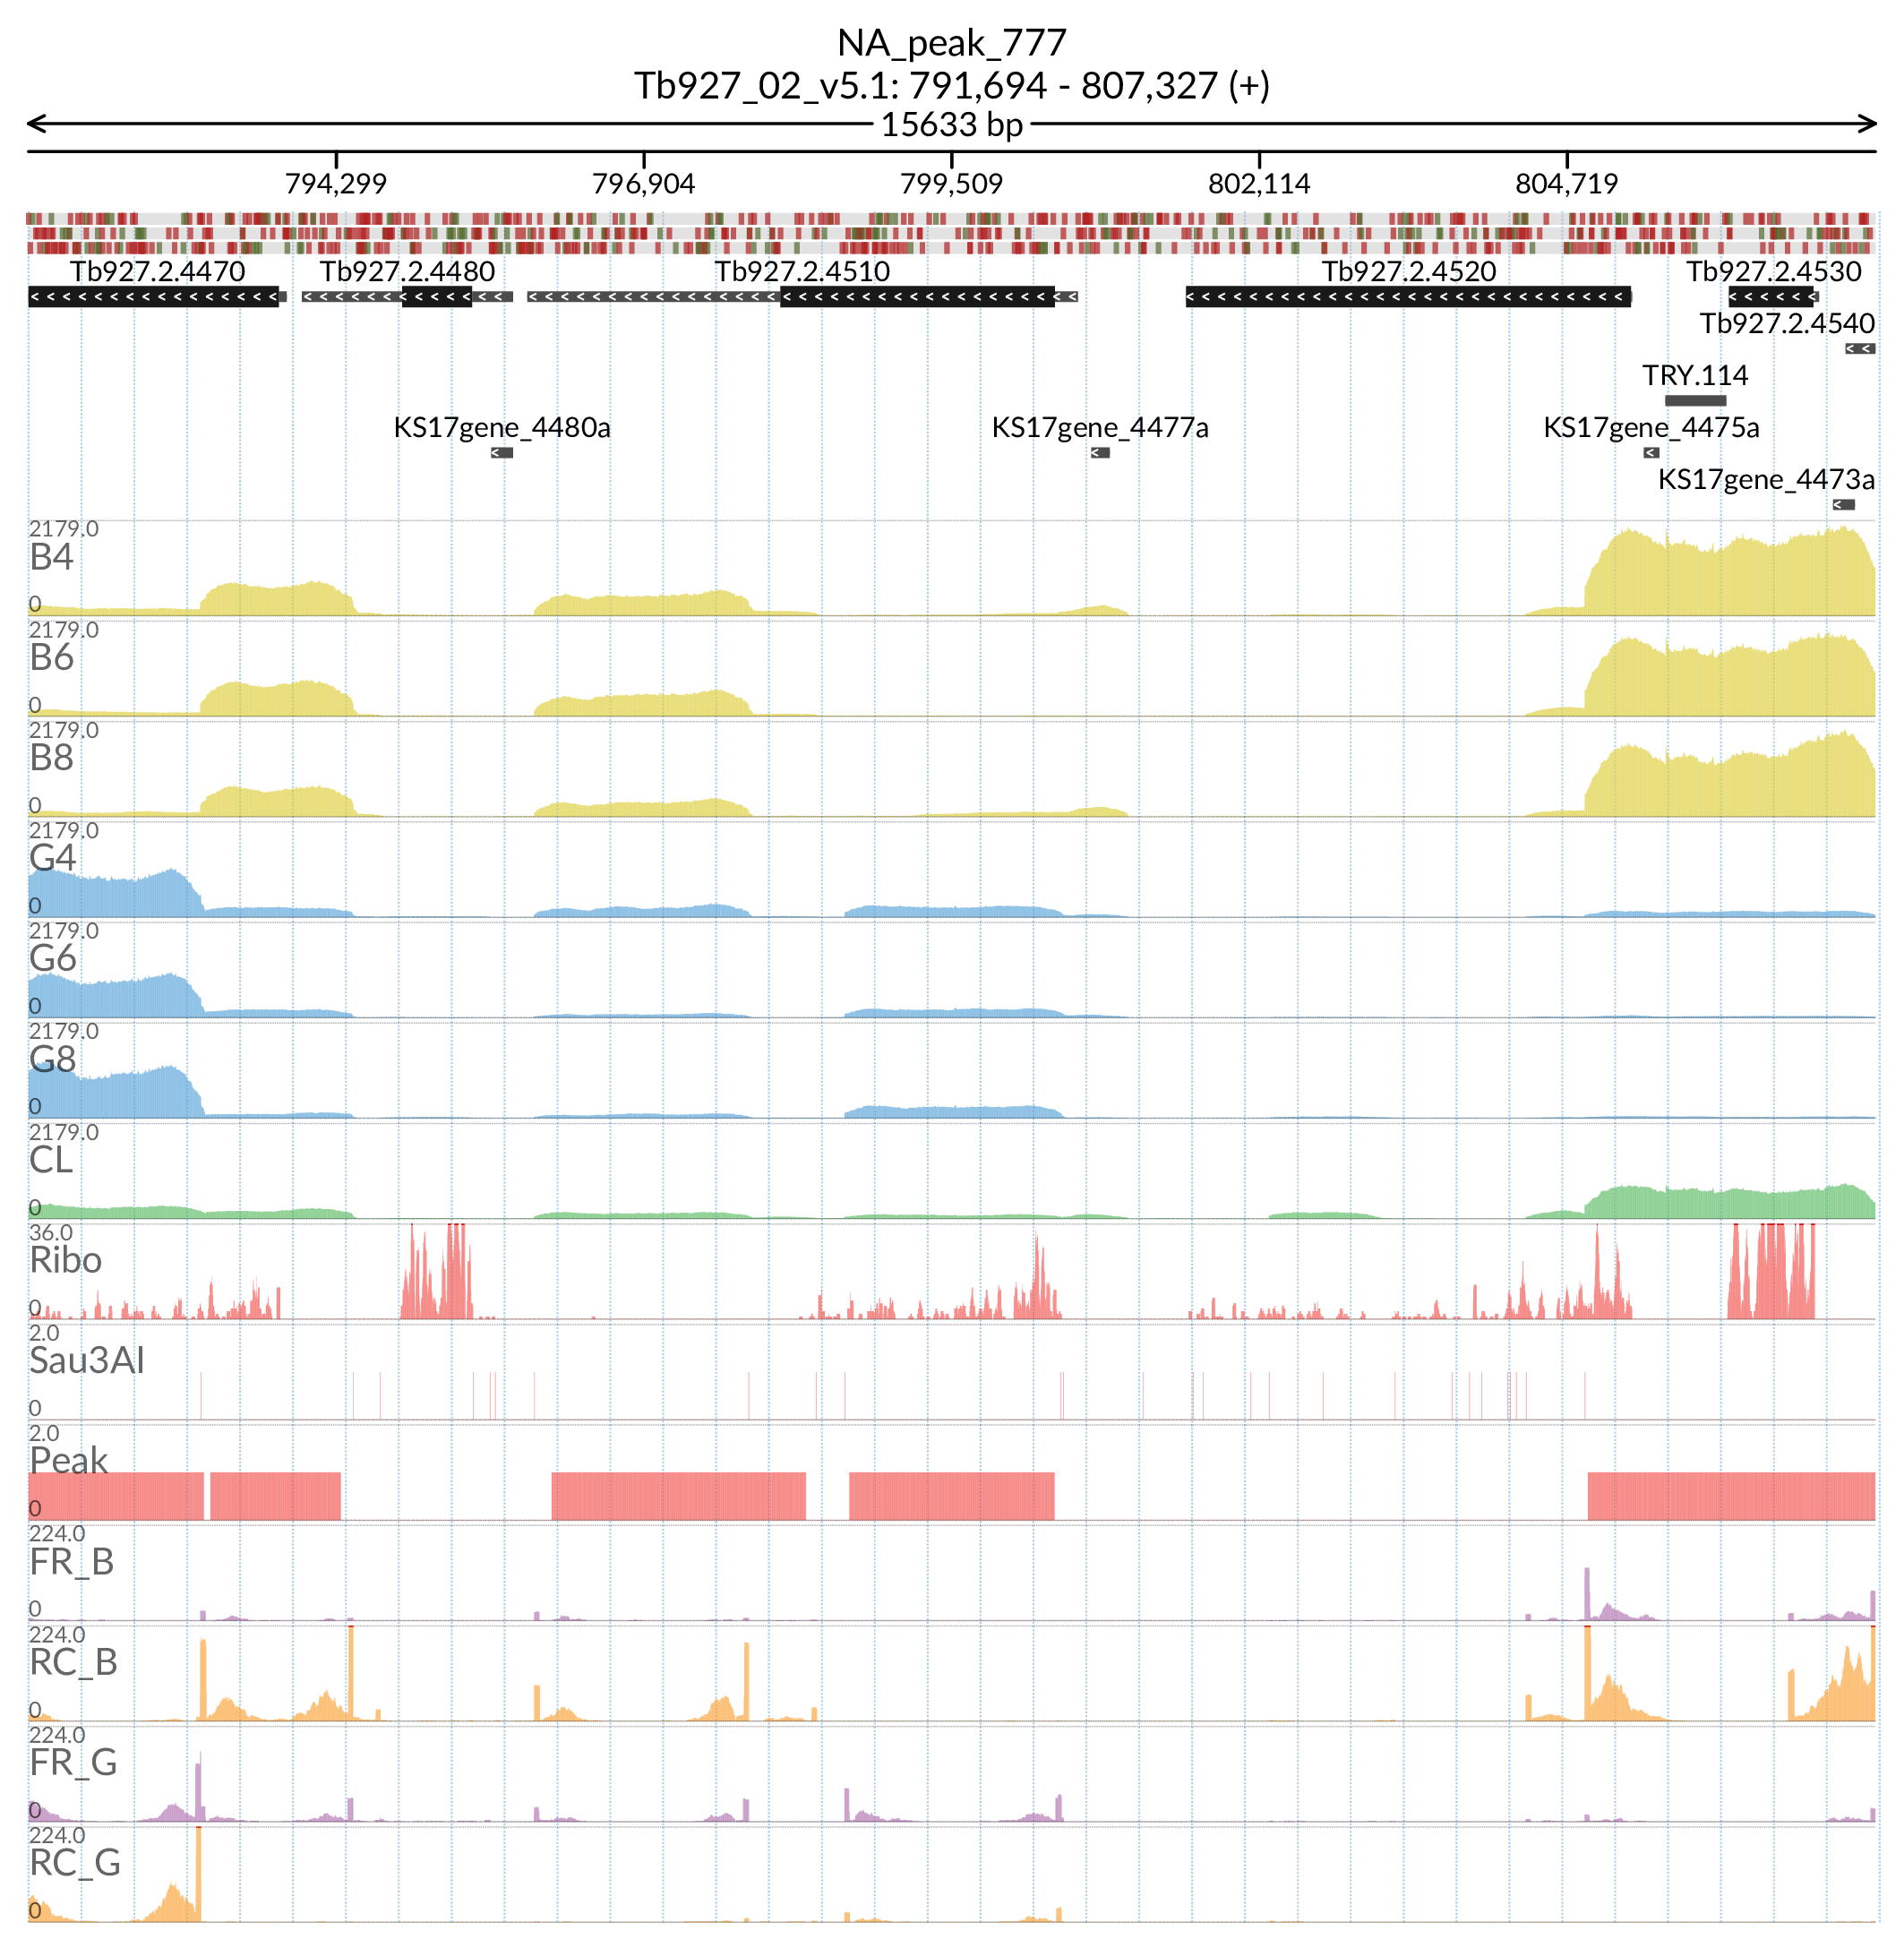 NA_peak_777
Tb927_02_v5.1: 791,694 - 807,327 (+)
15633 bp
794,299 796,904 799,509 802,114 804,719
Tb927.2.4470 Tb927.2.4480 Tb927.2.4510 Tb927.2.4520 Tb927.2.4530
Tb927.2.4540
TRY.114
KS17gene_4480a KS17gene_4477a KS17gene_4475a
KS17gene_4473a
2179.0
B4
0
2179.0
B6
0
2179.0
B8
0
2179.0
G4
0
2179.0
G6
0
2179.0
G8
0
2179.0
CL
0
36.0
Ribo
0
2.0
Sau3AI
0
2.0
Peak
0
224.0
FR_B
0
224.0
RC_B
0
224.0
FR_G
0
224.0
RC_G
0